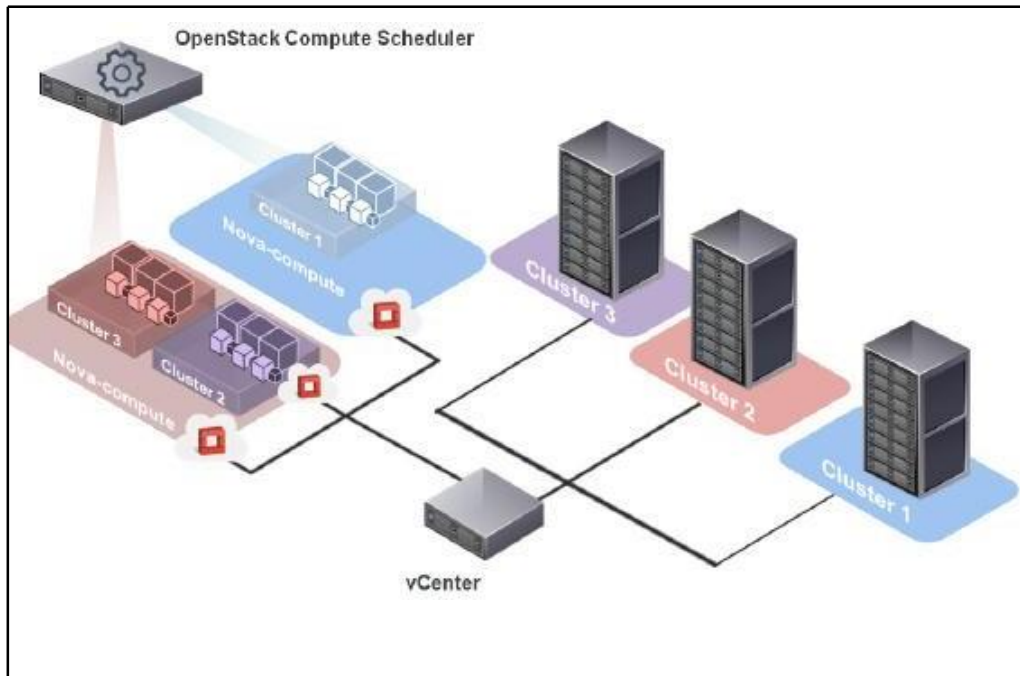 OpenStack Compute Scheduler
Cluster 1
Nova-compute
Cluster 3
Cluster 3
Cluster 2
Cluster 2
Nova-compute
Cluster 1
vCenter